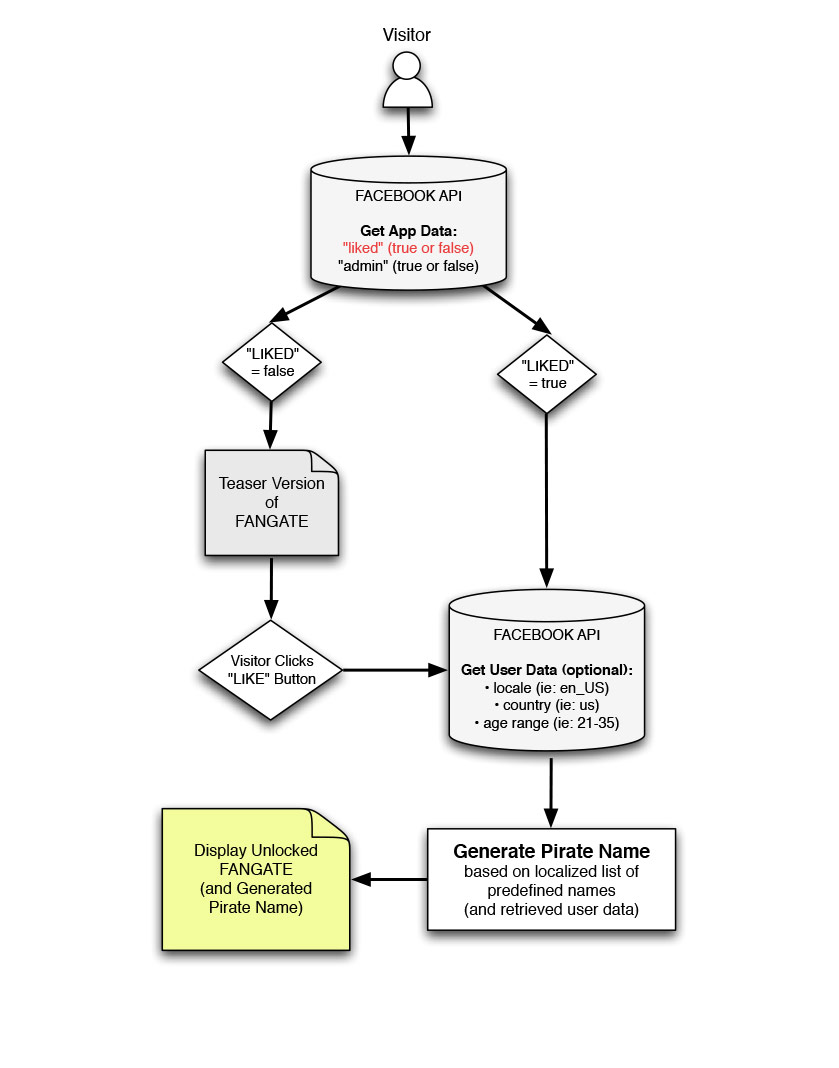 Visitor
FACEBOOK API
Get App Data:
"liked" (true or false)
"admin" (true or false)
"LIKED"
= false
"LIKED"
= true
Teaser Version
of
FANGATE
Visitor Clicks
"LIKE" Button
FACEBOOK API
Get User Data (optional):
• locale (ie: en_US)
• country (ie: us)
• age range (ie: 21-35)
Display Unlocked
FANGATE
(and Generated
Pirate Name)
Generate Pirate Name
based on localized list of
predefined names
(and retrieved user data)